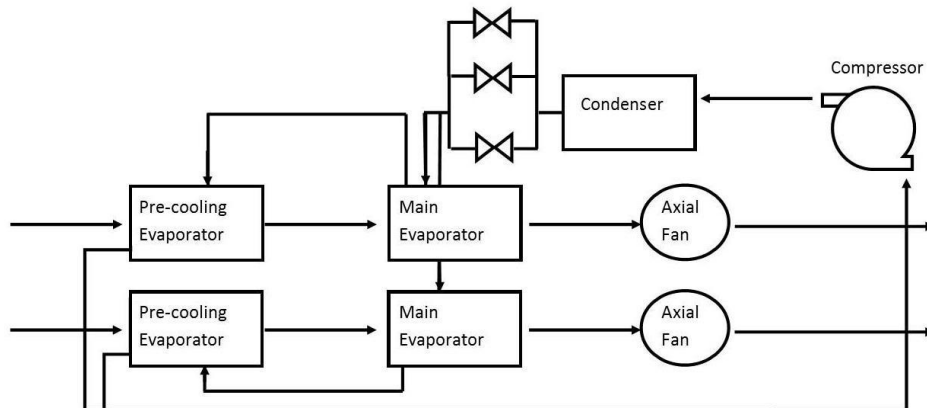 Compressor
Condenser
Pre-cooling
Evaporator
Main
Evaporator
Axial
Fan
Pre-cooling
Evaporator
Main
Evaporator
Axial
Fan